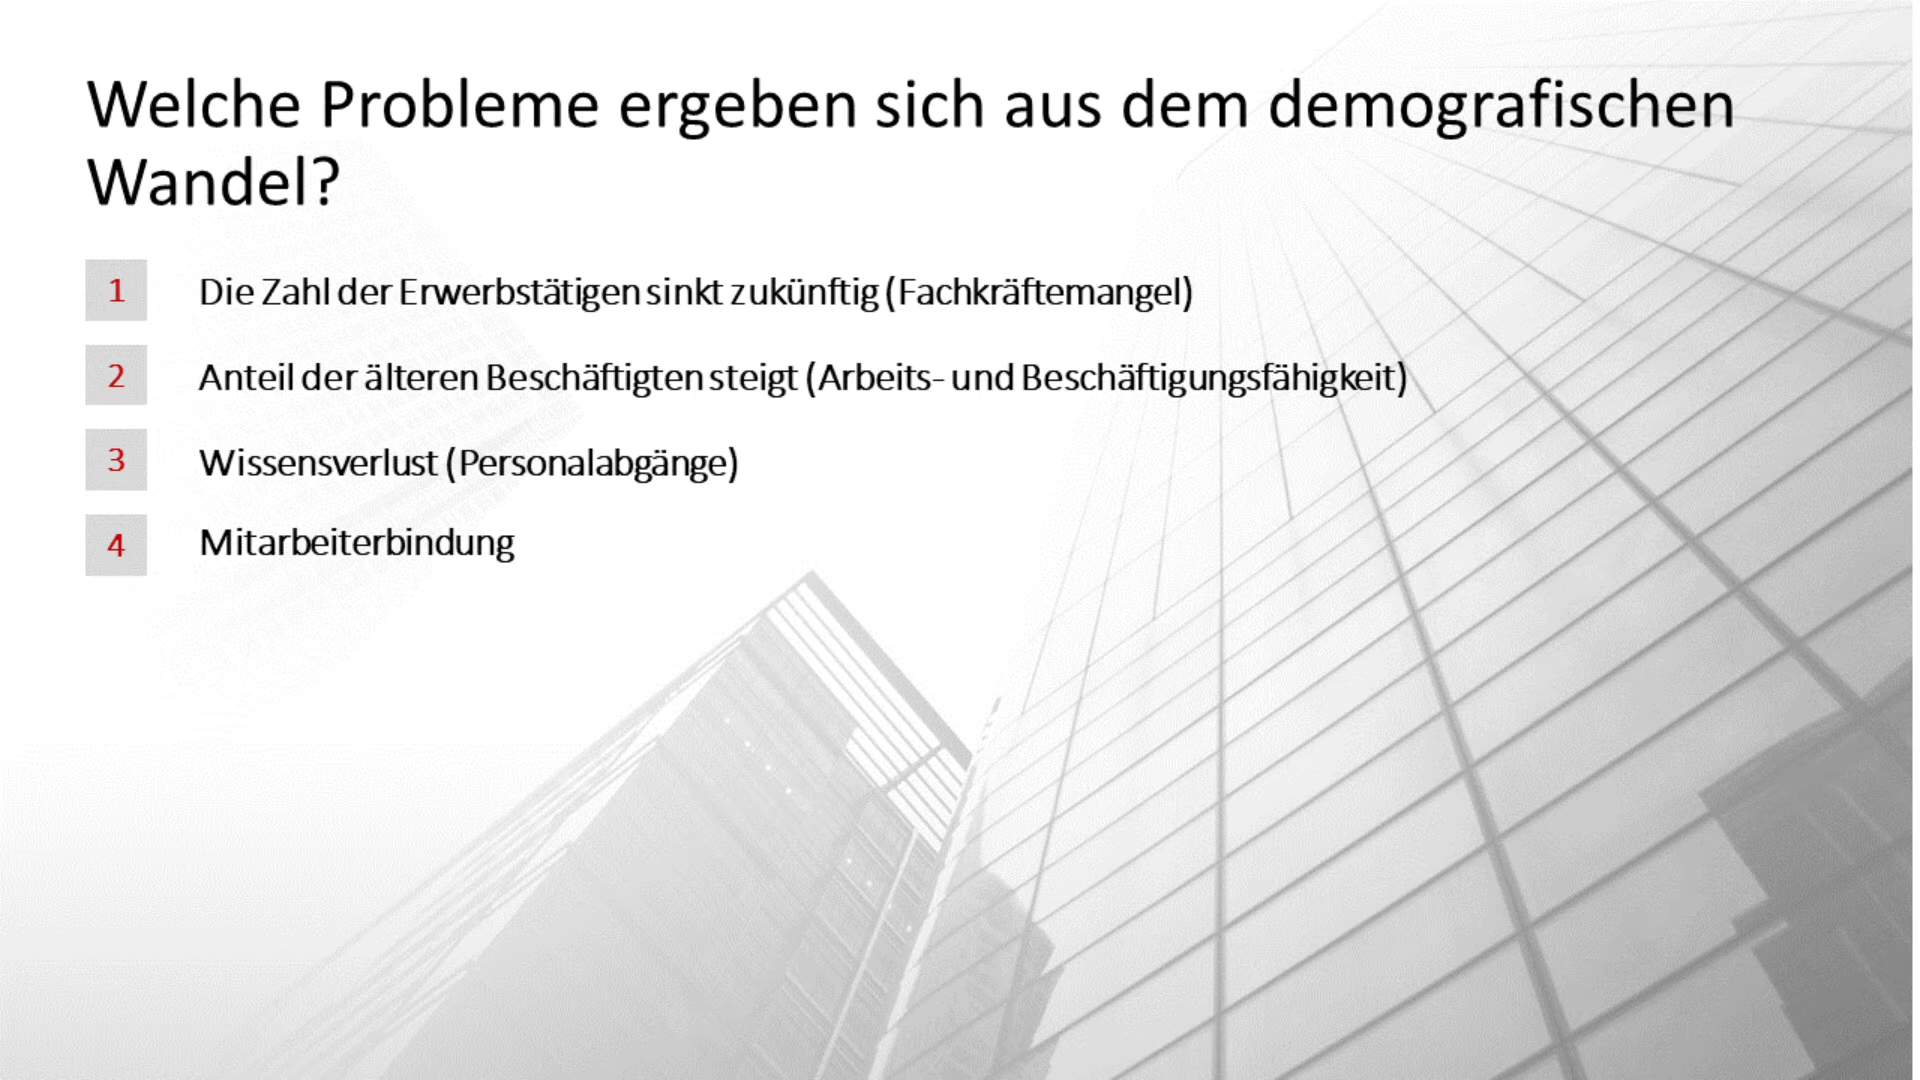 Welche Probleme ergeben sich aus dem demografischen
Wandel?
1 Die Zahl der Erwerbstätigen sinkt zukünftig (Fachkräftemangel)
2 Anteil der älteren Beschäftigten steigt (Arbeits- und Beschäftigungsfähigkeit)
3 Wissensverlust (Personalabgänge)
4 Mitarbeiterbindung